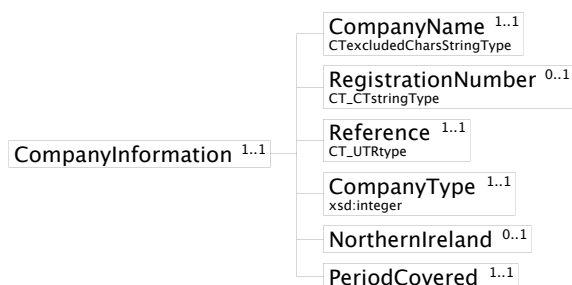 CompanyName 1..1
CTexcludedCharsStringType
RegistrationNumber 0..1
CT_CTstringType
Reference 1..1
CT_UTRtype
CompanyInformation 1..1
CompanyType 1..1
xsd:integer
NorthernIreland 0..1
PeriodCovered 1..1